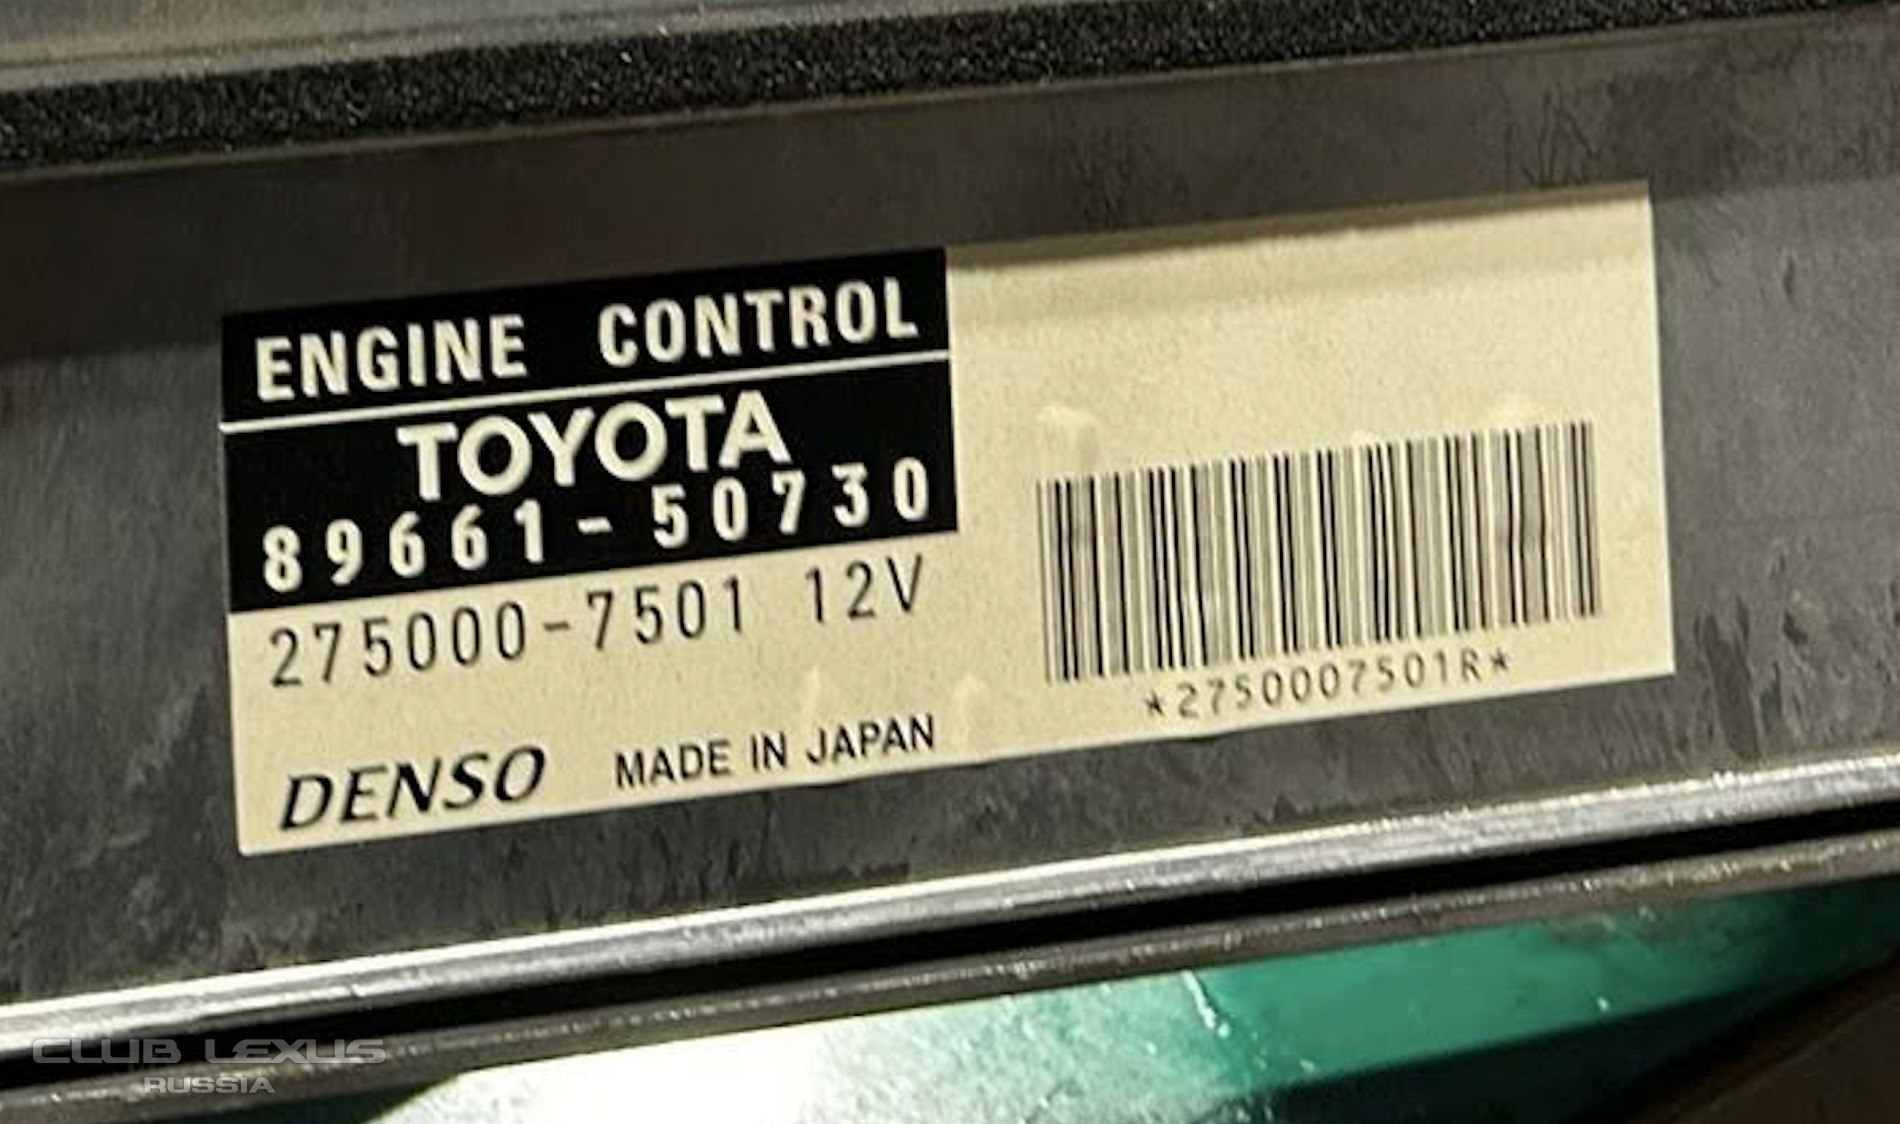 ENGINE CONTROL
TOYOTA
89661-50730
275000-7501 12V
DENSO MADE IN JAPAN
*2750007501R*
CLUB LEXUS
RUSSIA